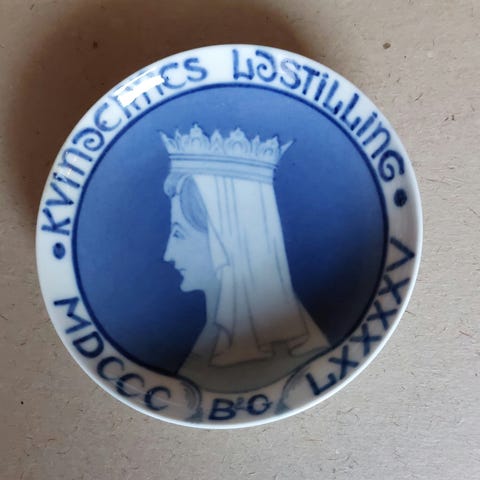 • KVINDERNES UDSTILLING •
MDCCC B&G LXXXXV